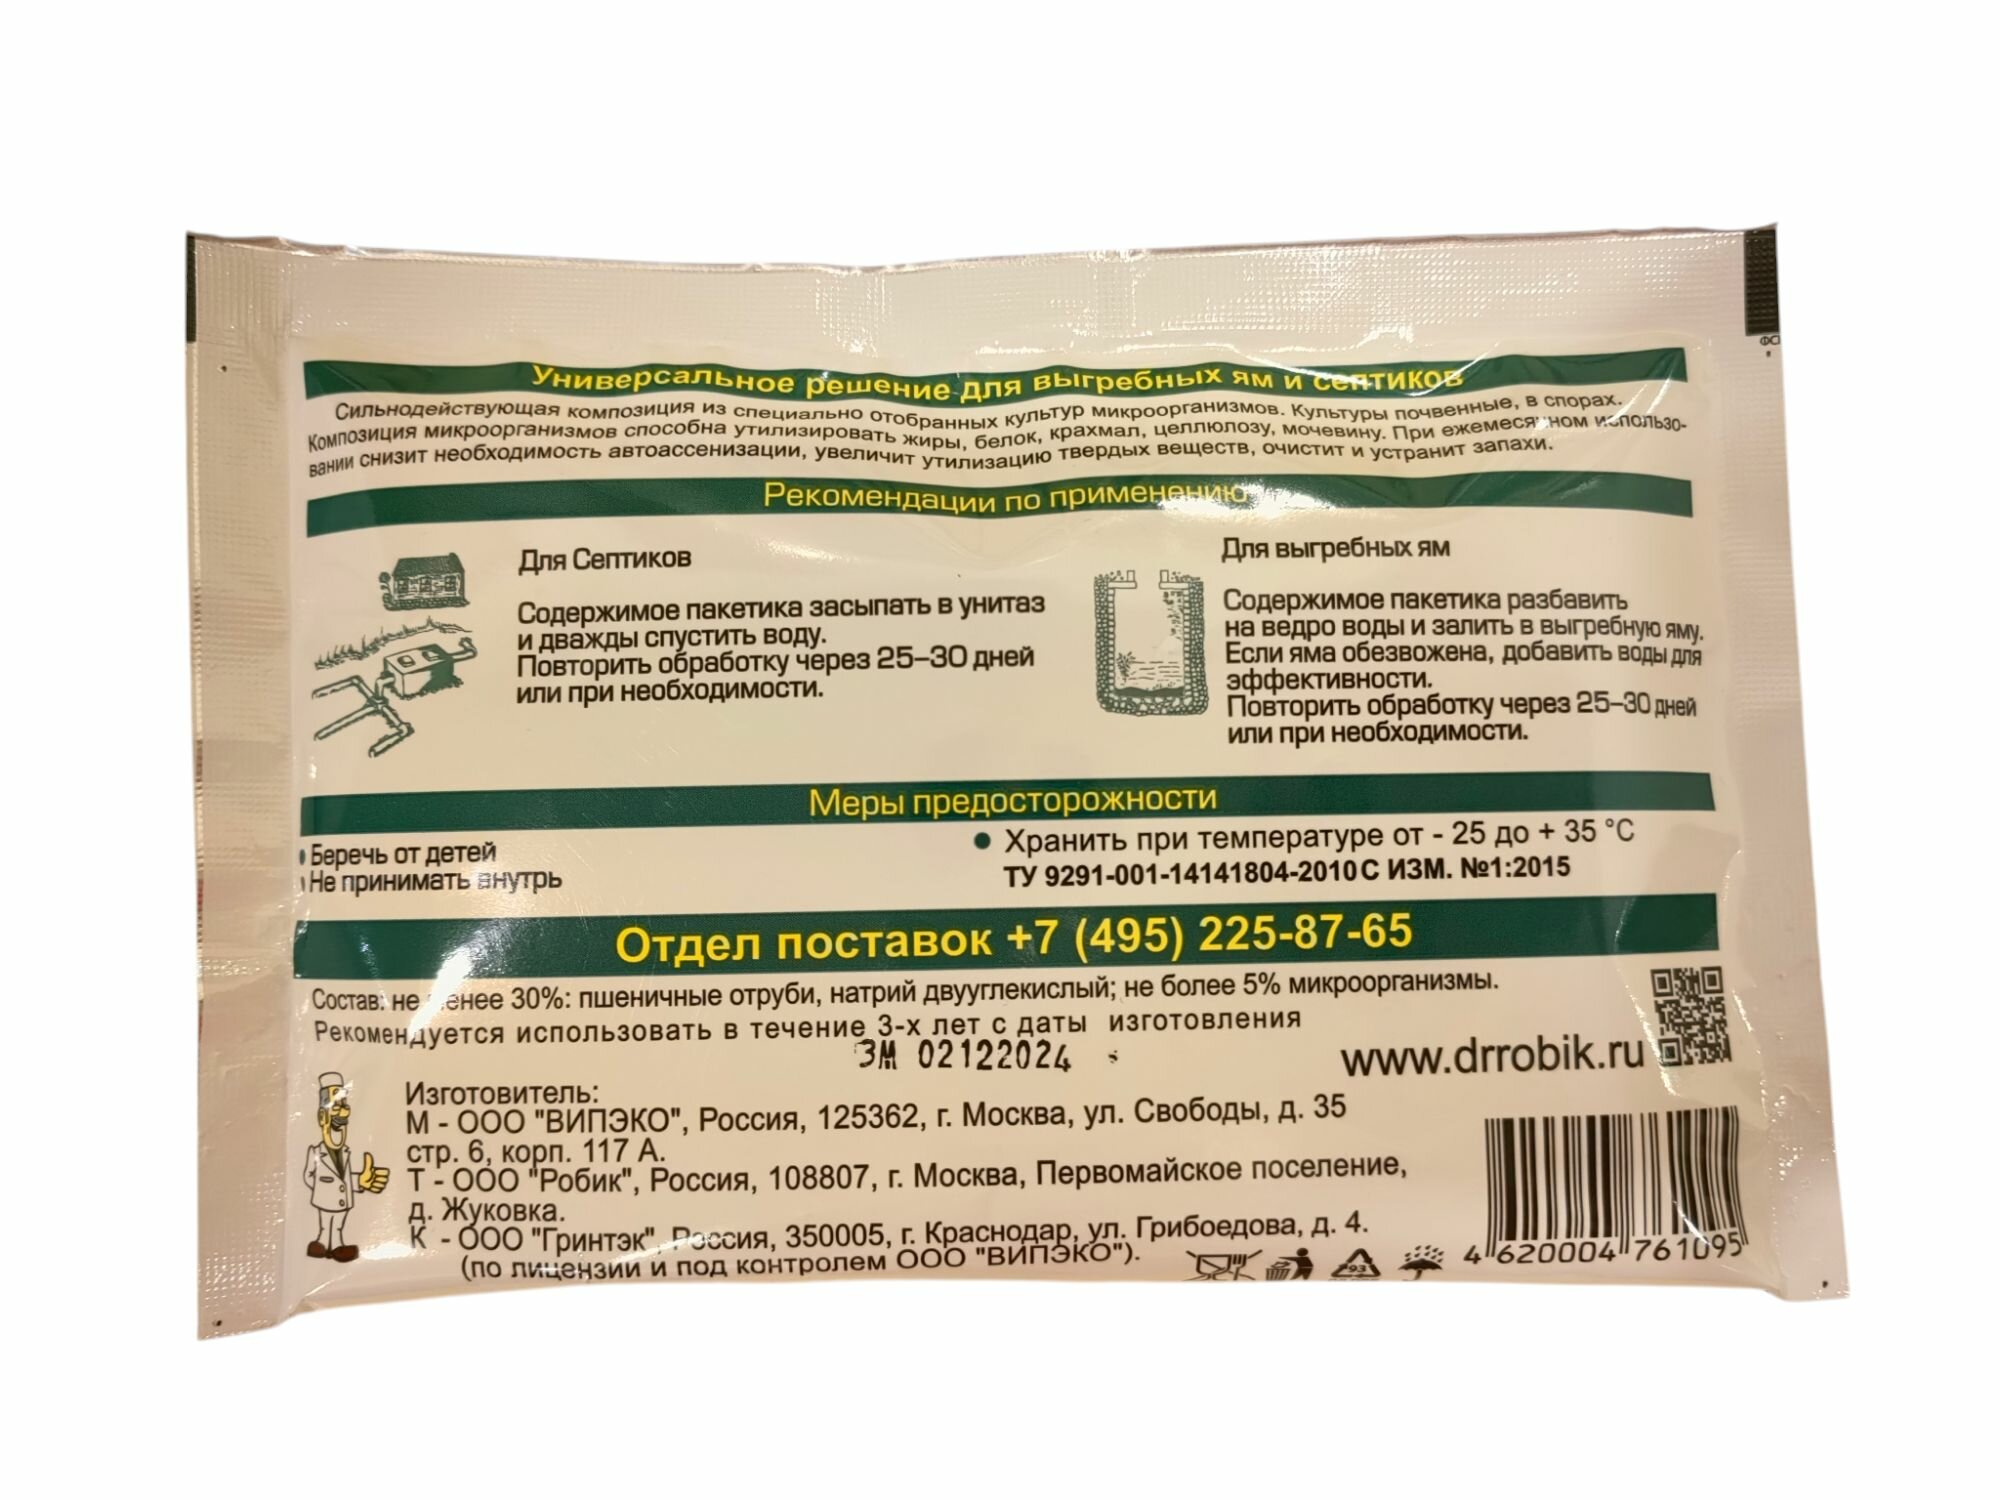 Универсальное решение для выгребных ям и септиков
Сильнодействующая композиция из специально отобранных культур микроорганизмов. Культуры почвенные, в спорах.
Композиция микроорганизмов способна утилизировать жиры, белок, крахмал, целлюлозу, мочевину. При ежемесячном использо-
вании снизит необходимость автоассенизации, увеличит утилизацию твердых веществ, очистит и устранит запахи.
Рекомендации по применению
Для Септиков
Содержимое пакетика засыпать в унитаз
и дважды спустить воду.
Повторить обработку через 25–30 дней
или при необходимости.
Для выгребных ям
Содержимое пакетика разбавить
на ведро воды и залить в выгребную яму.
Если яма обезвожена, добавить воды для
эффективности.
Повторить обработку через 25–30 дней
или при необходимости.
Меры предосторожности
• Беречь от детей
• Не принимать внутрь
• Хранить при температуре от - 25 до + 35 °С
ТУ 9291-001-14141804-2010 С ИЗМ. №1:2015
Отдел поставок +7 (495) 225-87-65
Состав: не менее 30%: пшеничные отруби, натрий двууглекислый; не более 5% микроорганизмы.
Рекомендуется использовать в течение 3-х лет с даты изготовления
3М 02122024
www.drrobik.ru
Изготовитель:
М - ООО "ВИПЭКО", Россия, 125362, г. Москва, ул. Свободы, д. 35
стр. 6, корп. 117 А.
Т - ООО "Робик", Россия, 108807, г. Москва, Первомайское поселение,
д. Жуковка.
К - ООО "Гринтэк", Россия, 350005, г. Краснодар, ул. Грибоедова, д. 4.
(по лицензии и под контролем ООО "ВИПЭКО").
93
4 620004 761095